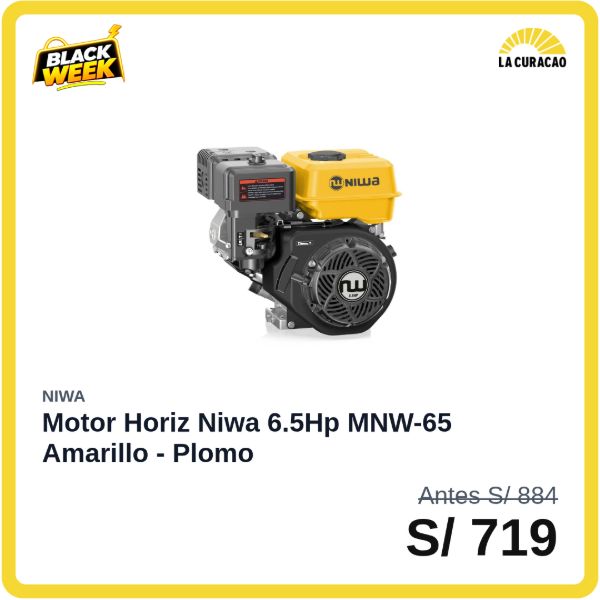 BLACK
WEEK
LA CURACAO
NIWA
NIWA
Motor Horiz Niwa 6.5Hp MNW-65
Amarillo - Plomo
Antes S/ 884
S/ 719